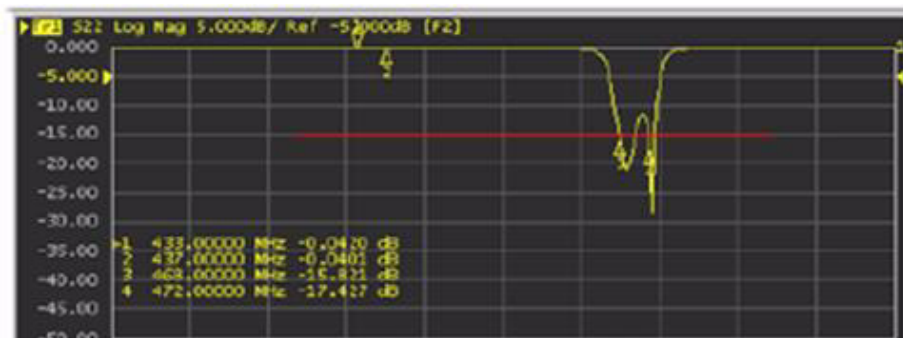 Tr1 S22 Log Mag 5.000dB/ Ref -5.000dB [F2]
0.000
-5.000
-10.00
-15.00
-20.00
-25.00
-30.00
-35.00
-40.00
-45.00
-50.00
1 433.00000 MHz -0.0420 dB
2 437.00000 MHz -0.0401 dB
3 468.00000 MHz -15.821 dB
4 472.00000 MHz -17.427 dB